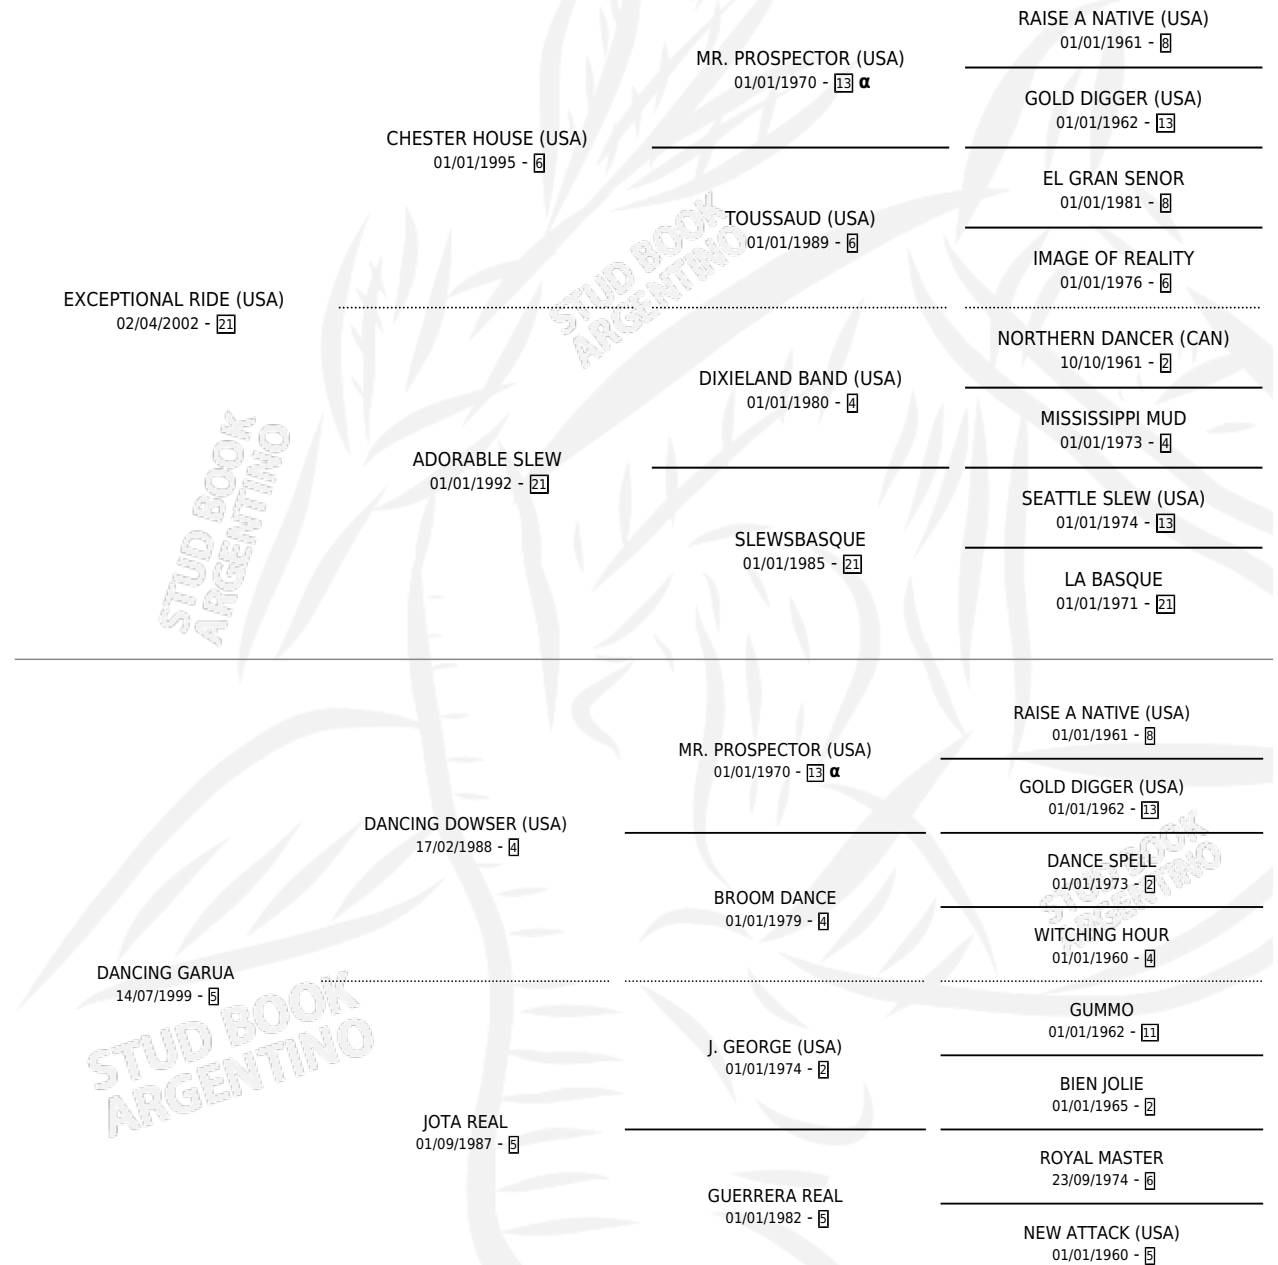 RAISE A NATIVE (USA)
01/01/1961 - 8
MR. PROSPECTOR (USA)
01/01/1970 - 13 α
GOLD DIGGER (USA)
01/01/1962 - 13
CHESTER HOUSE (USA)
01/01/1995 - 6
EL GRAN SENOR
01/01/1981 - 8
TOUSSAUD (USA)
01/01/1989 - 6
IMAGE OF REALITY
01/01/1976 - 6
STUD BOOK
ARGENTINO
EXCEPTIONAL RIDE (USA)
02/04/2002 - 21
NORTHERN DANCER (CAN)
10/10/1961 - 2
DIXIELAND BAND (USA)
01/01/1980 - 4
MISSISSIPPI MUD
01/01/1973 - 4
ADORABLE SLEW
01/01/1992 - 21
SEATTLE SLEW (USA)
01/01/1974 - 13
SLEWSBASQUE
01/01/1985 - 21
LA BASQUE
01/01/1971 - 21
STUD BOOK
ARGENTINO
RAISE A NATIVE (USA)
01/01/1961 - 8
MR. PROSPECTOR (USA)
01/01/1970 - 13 α
GOLD DIGGER (USA)
01/01/1962 - 13
DANCING DOWSER (USA)
17/02/1988 - 4
DANCE SPELL
01/01/1973 - 2
BROOM DANCE
01/01/1979 - 4
WITCHING HOUR
01/01/1960 - 4
STUD BOOK
ARGENTINO
DANCING GARUA
14/07/1999 - 5
GUMMO
01/01/1962 - 11
J. GEORGE (USA)
01/01/1974 - 2
BIEN JOLIE
01/01/1965 - 2
STUD BOOK
ARGENTINO
JOTA REAL
01/09/1987 - 5
ROYAL MASTER
23/09/1974 - 6
GUERRERA REAL
01/01/1982 - 5
NEW ATTACK (USA)
01/01/1960 - 5